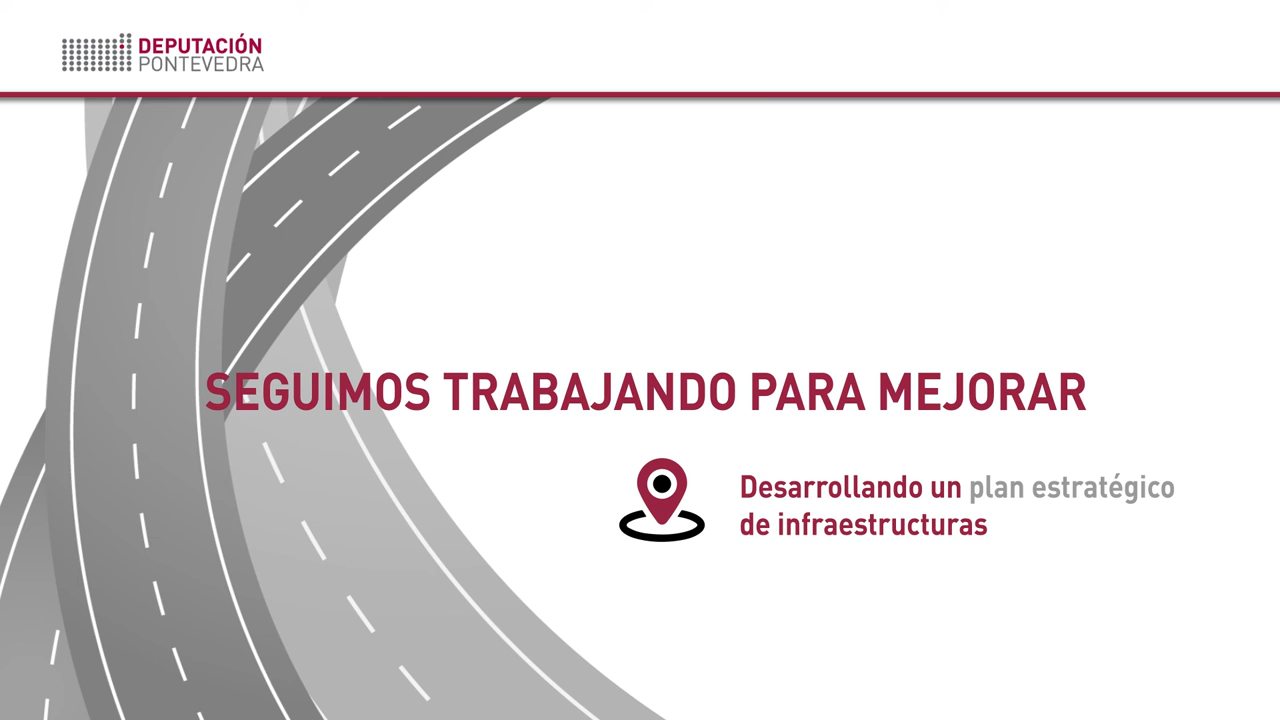 DEPUTACIÓN
PONTEVEDRA
SEGUIMOS TRABAJANDO PARA MEJORAR
Desarrollando un plan estratégico
de infraestructuras